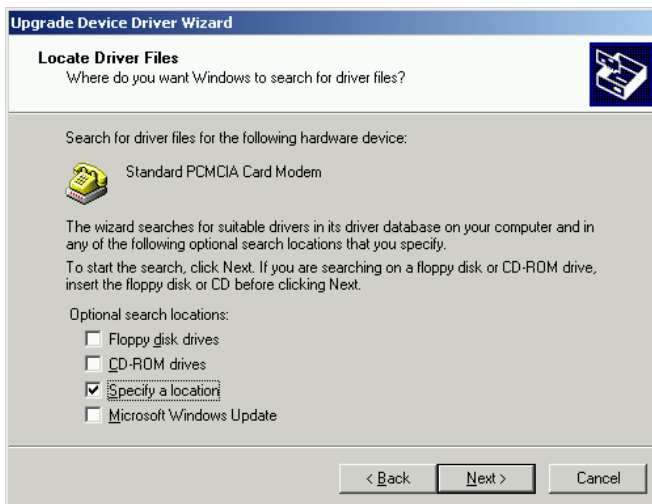 Upgrade Device Driver Wizard
Locate Driver Files
Where do you want Windows to search for driver files?
Search for driver files for the following hardware device:
Standard PCMCIA Card Modem
The wizard searches for suitable drivers in its driver database on your computer and in
any of the following optional search locations that you specify.
To start the search, click Next. If you are searching on a floppy disk or CD-ROM drive,
insert the floppy disk or CD before clicking Next.
Optional search locations:
Floppy disk drives
CD-ROM drives
Specify a location
Microsoft Windows Update
< Back
Next >
Cancel